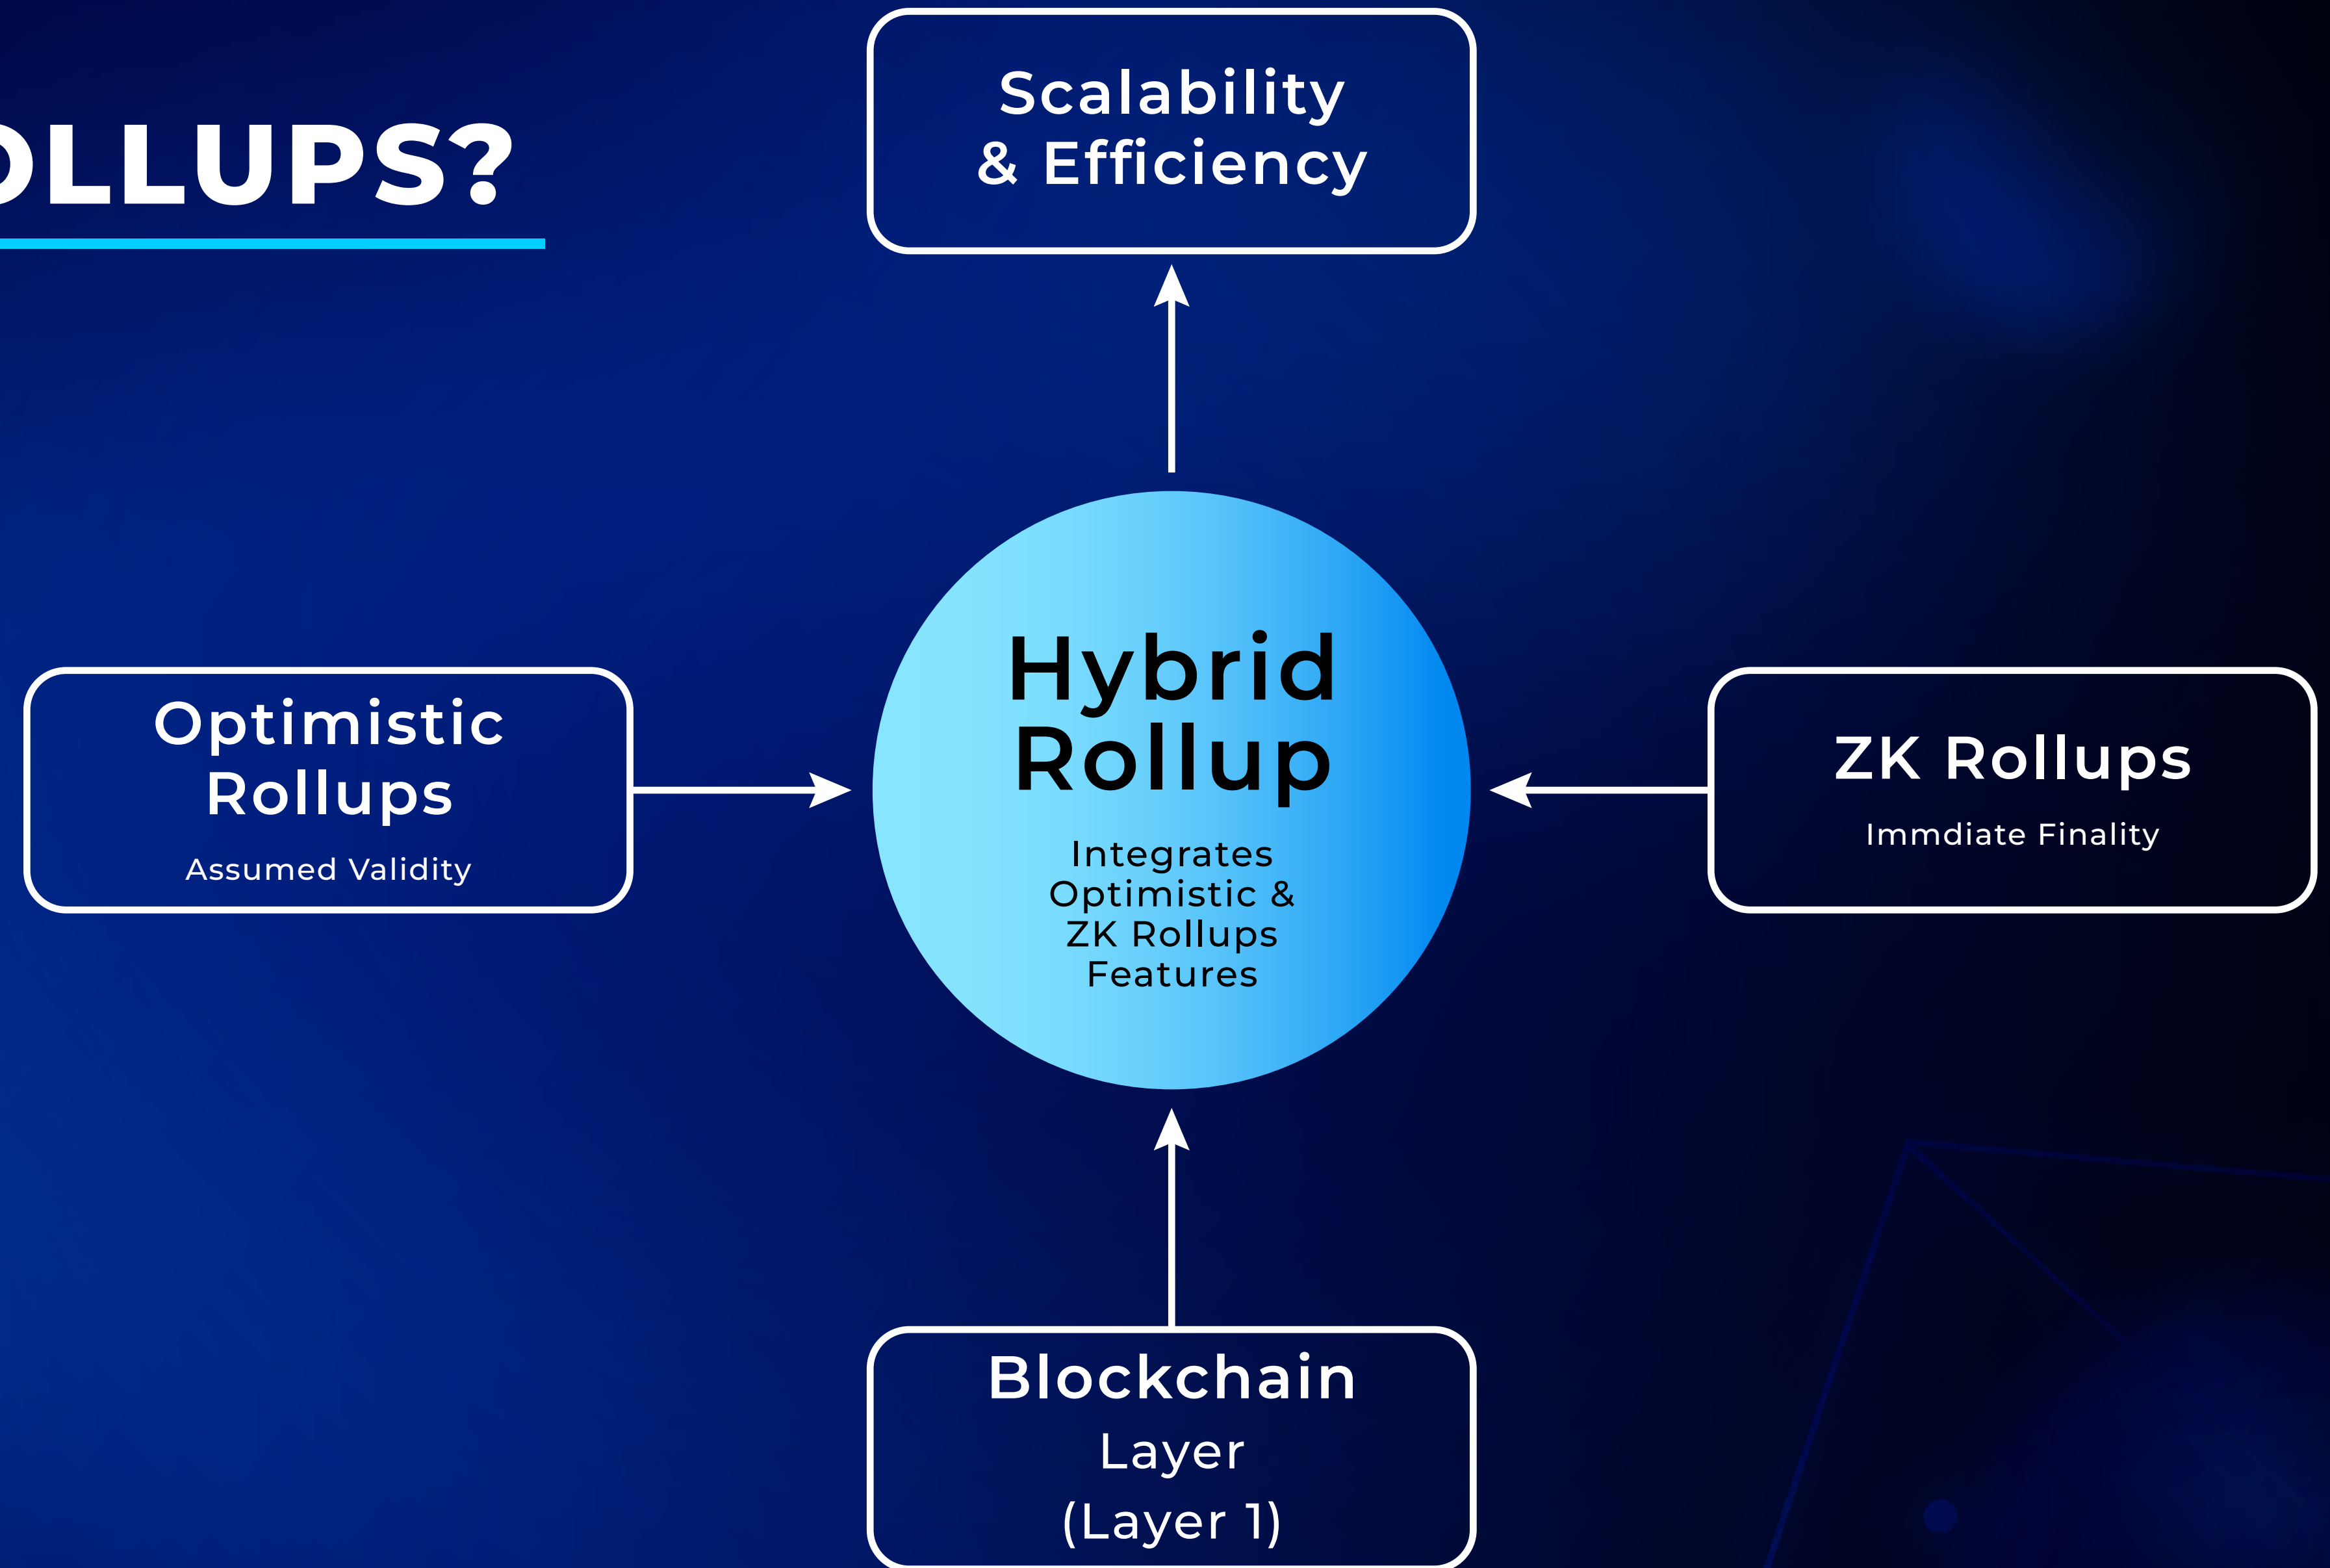 OLLUPS?
Scalability
& Efficiency
Optimistic
Rollups
Assumed Validity
Hybrid
Rollup
Integrates
Optimistic &
ZK Rollups
Features
ZK Rollups
Immdiate Finality
Blockchain
Layer
(Layer 1)